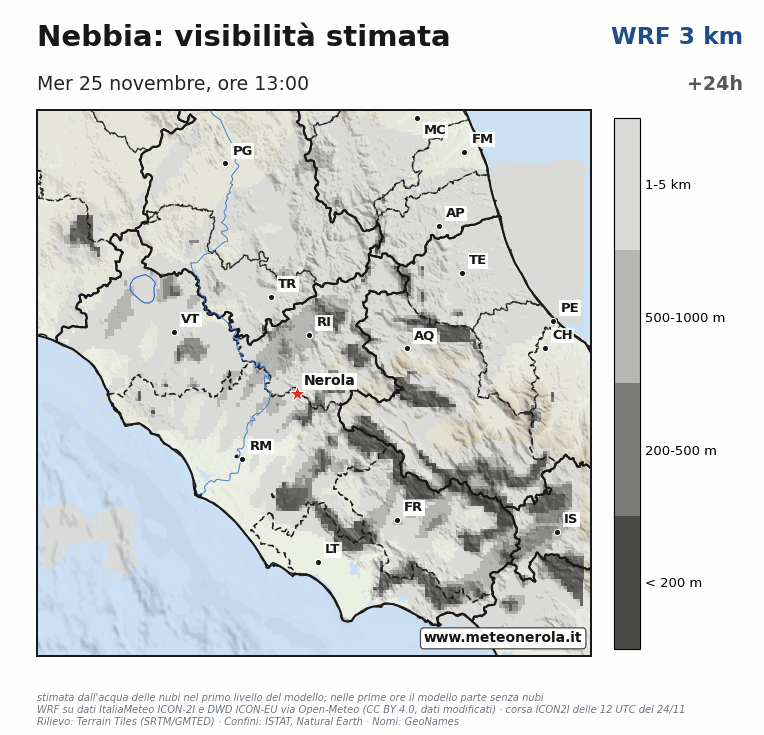 Nebbia: visibilità stimata
WRF 3 km
Mer 25 novembre, ore 13:00
+24h
MC
FM
PG
AP
TE
TR
PE
VT
RI
AQ
CH
Nerola
RM
FR
IS
LT
www.meteonerola.it
1-5 km
500-1000 m
200-500 m
< 200 m
stimata dall'acqua delle nubi nel primo livello del modello; nelle prime ore il modello parte senza nubi
WRF su dati ItaliaMeteo ICON-2I e DWD ICON-EU via Open-Meteo (CC BY 4.0, dati modificati) · corsa ICON2I delle 12 UTC del 24/11
Rilievo: Terrain Tiles (SRTM/GMTED) · Confini: ISTAT, Natural Earth · Nomi: GeoNames